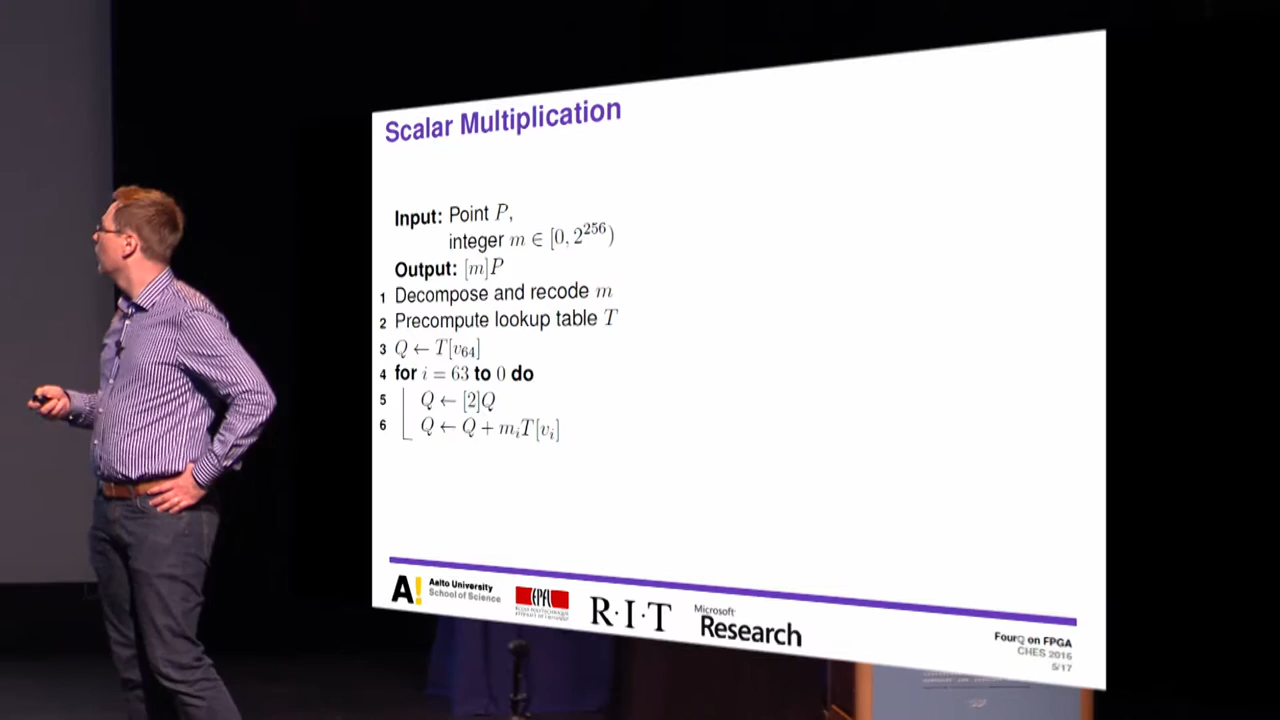 Scalar Multiplication
Input: Point P,
integer m ∈ [0, 2^256)
Output: [m]P
1 Decompose and recode m
2 Precompute lookup table T
3 Q ← T[v_64]
4 for i = 63 to 0 do
5 Q ← [2]Q
6 Q ← Q + m_i T[v_i]
A! Aalto University
School of Science
EPFL
R·I·T
Microsoft
Research
FourQ on FPGA
CHES 2016
5/17